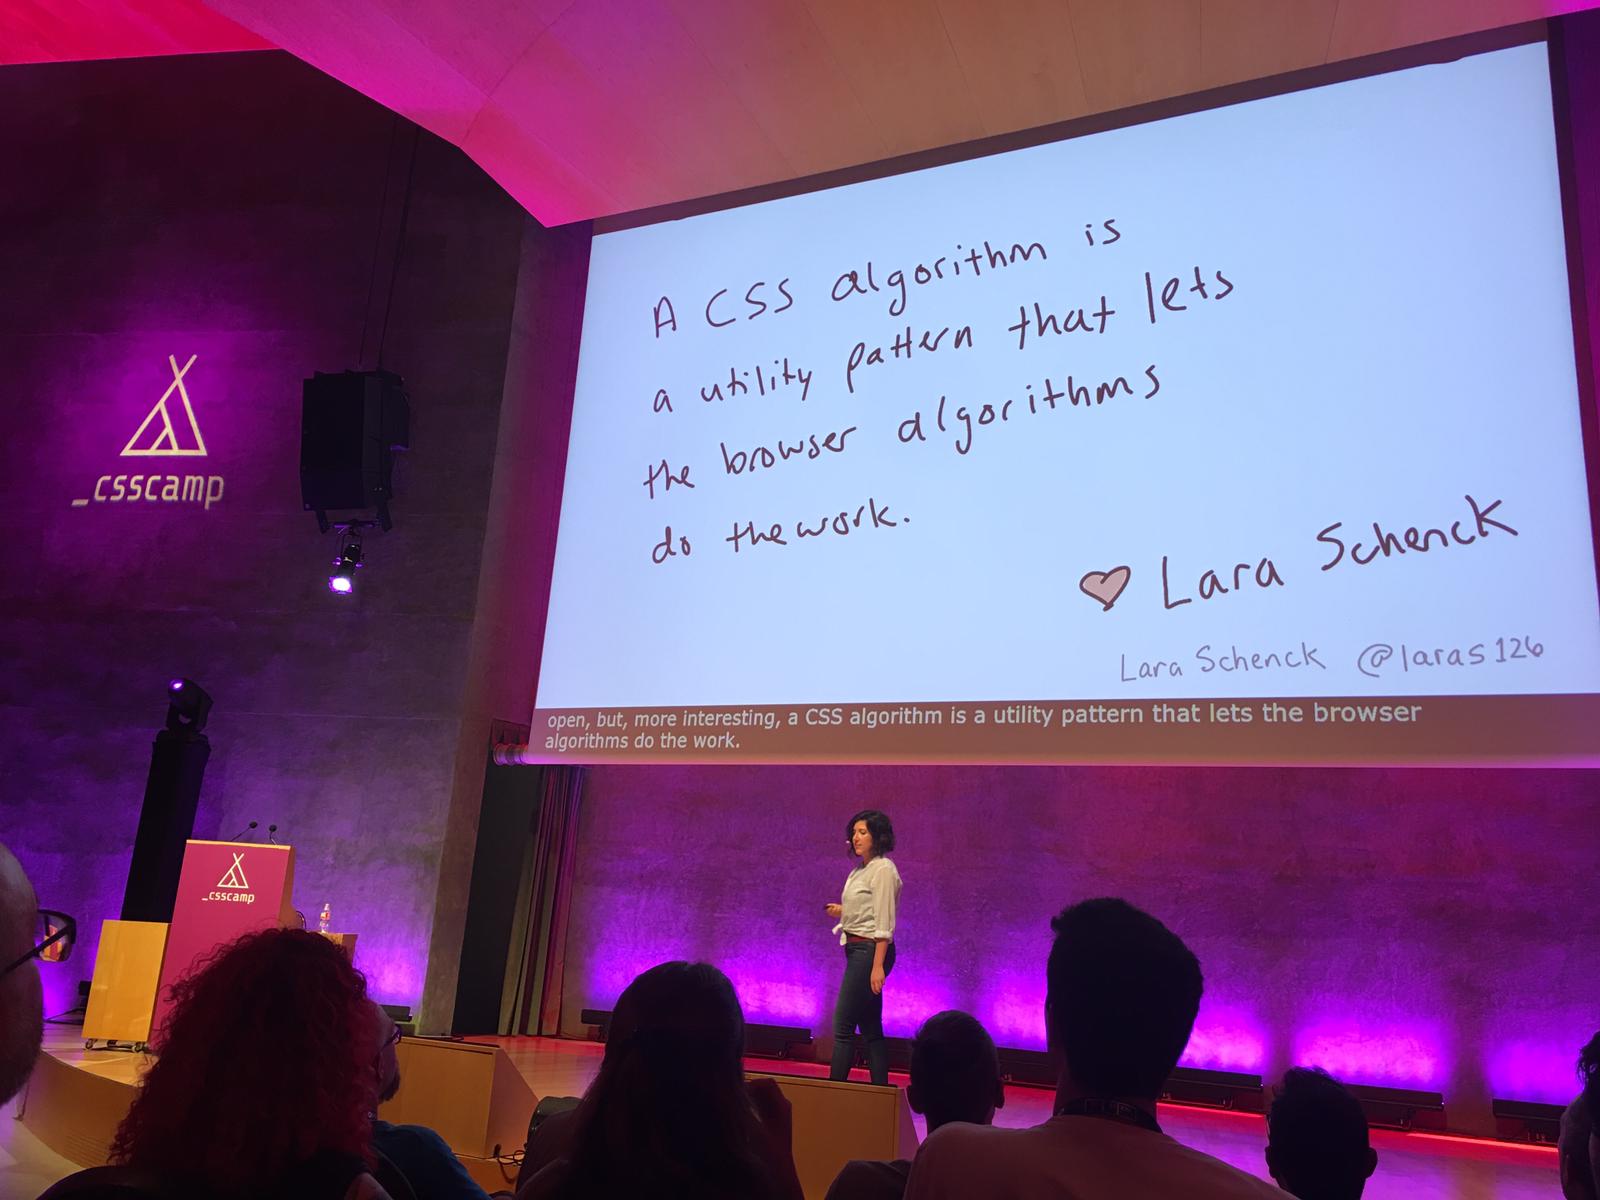 A CSS algorithm is
a utility pattern that lets
the browser algorithms
do the work.
Lara Schenck
Lara Schenck @laras126
open, but, more interesting, a CSS algorithm is a utility pattern that lets the browser
algorithms do the work.
_csscamp
_csscamp